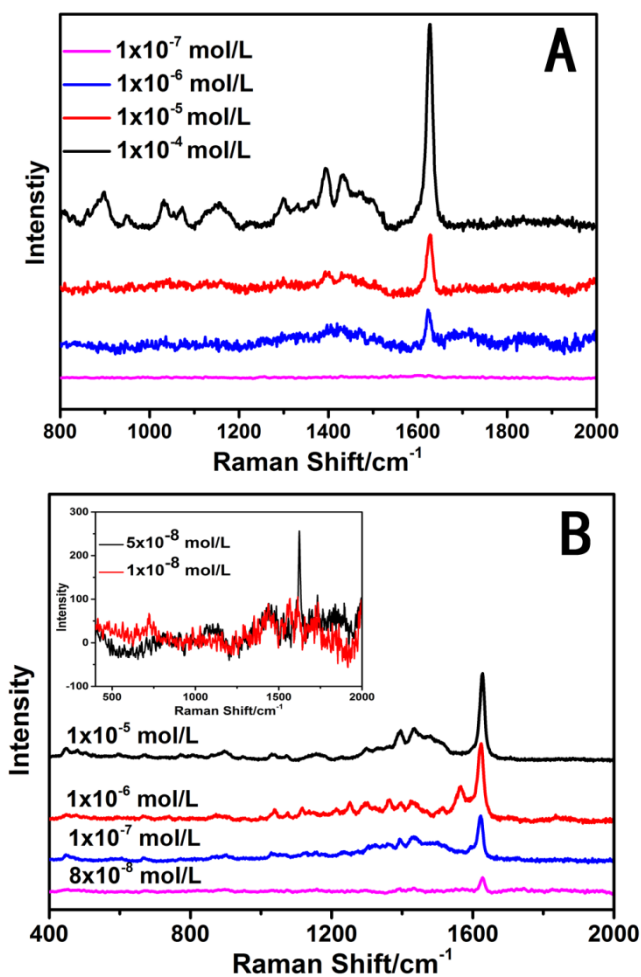 A
1x10⁻⁷ mol/L
1x10⁻⁶ mol/L
1x10⁻⁵ mol/L
1x10⁻⁴ mol/L
Intenstiy
800 1000 1200 1400 1600 1800 2000
Raman Shift/cm⁻¹
B
300
200
100
0
-100
Intensity
5x10⁻⁸ mol/L
1x10⁻⁸ mol/L
500 1000 1500 2000
Raman Shift/cm⁻¹
Intensity
1x10⁻⁵ mol/L
1x10⁻⁶ mol/L
1x10⁻⁷ mol/L
8x10⁻⁸ mol/L
400 800 1200 1600 2000
Raman Shift/cm⁻¹